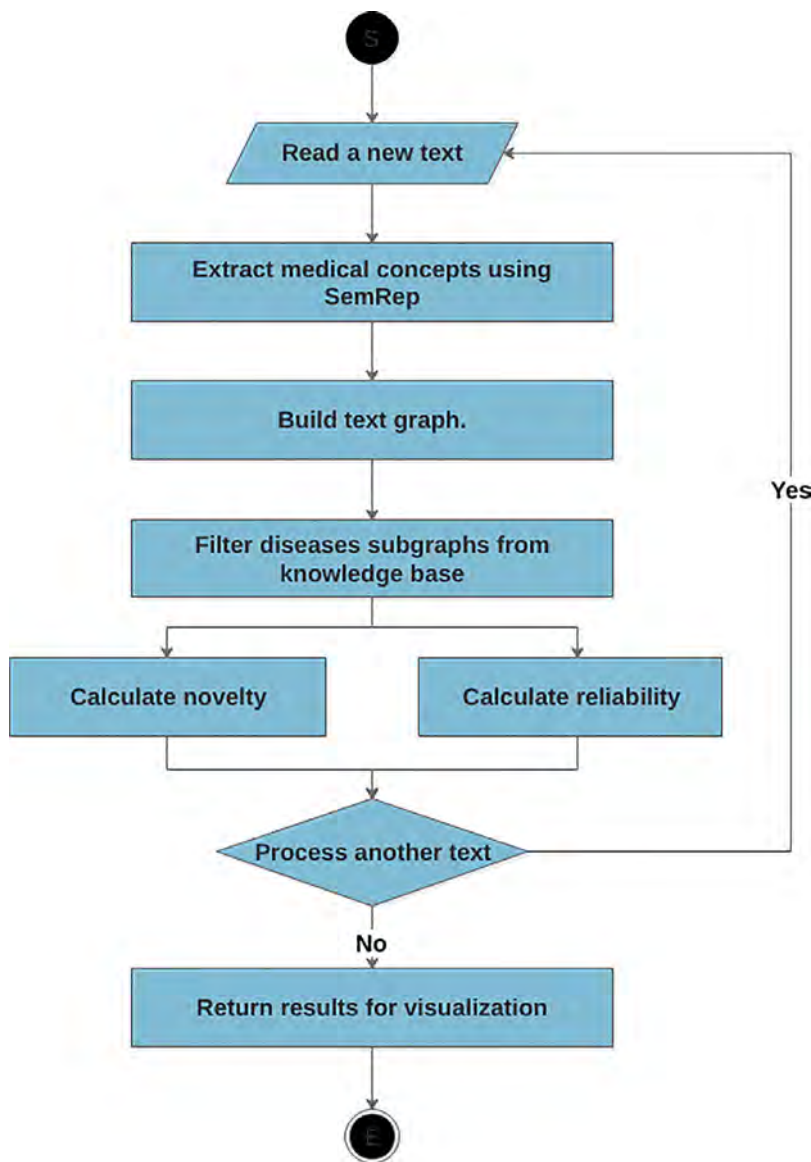 S
Read a new text
Extract medical concepts using
SemRep
Build text graph.
Filter diseases subgraphs from
knowledge base
Calculate novelty
Calculate reliability
Process another text
Yes
No
Return results for visualization
E